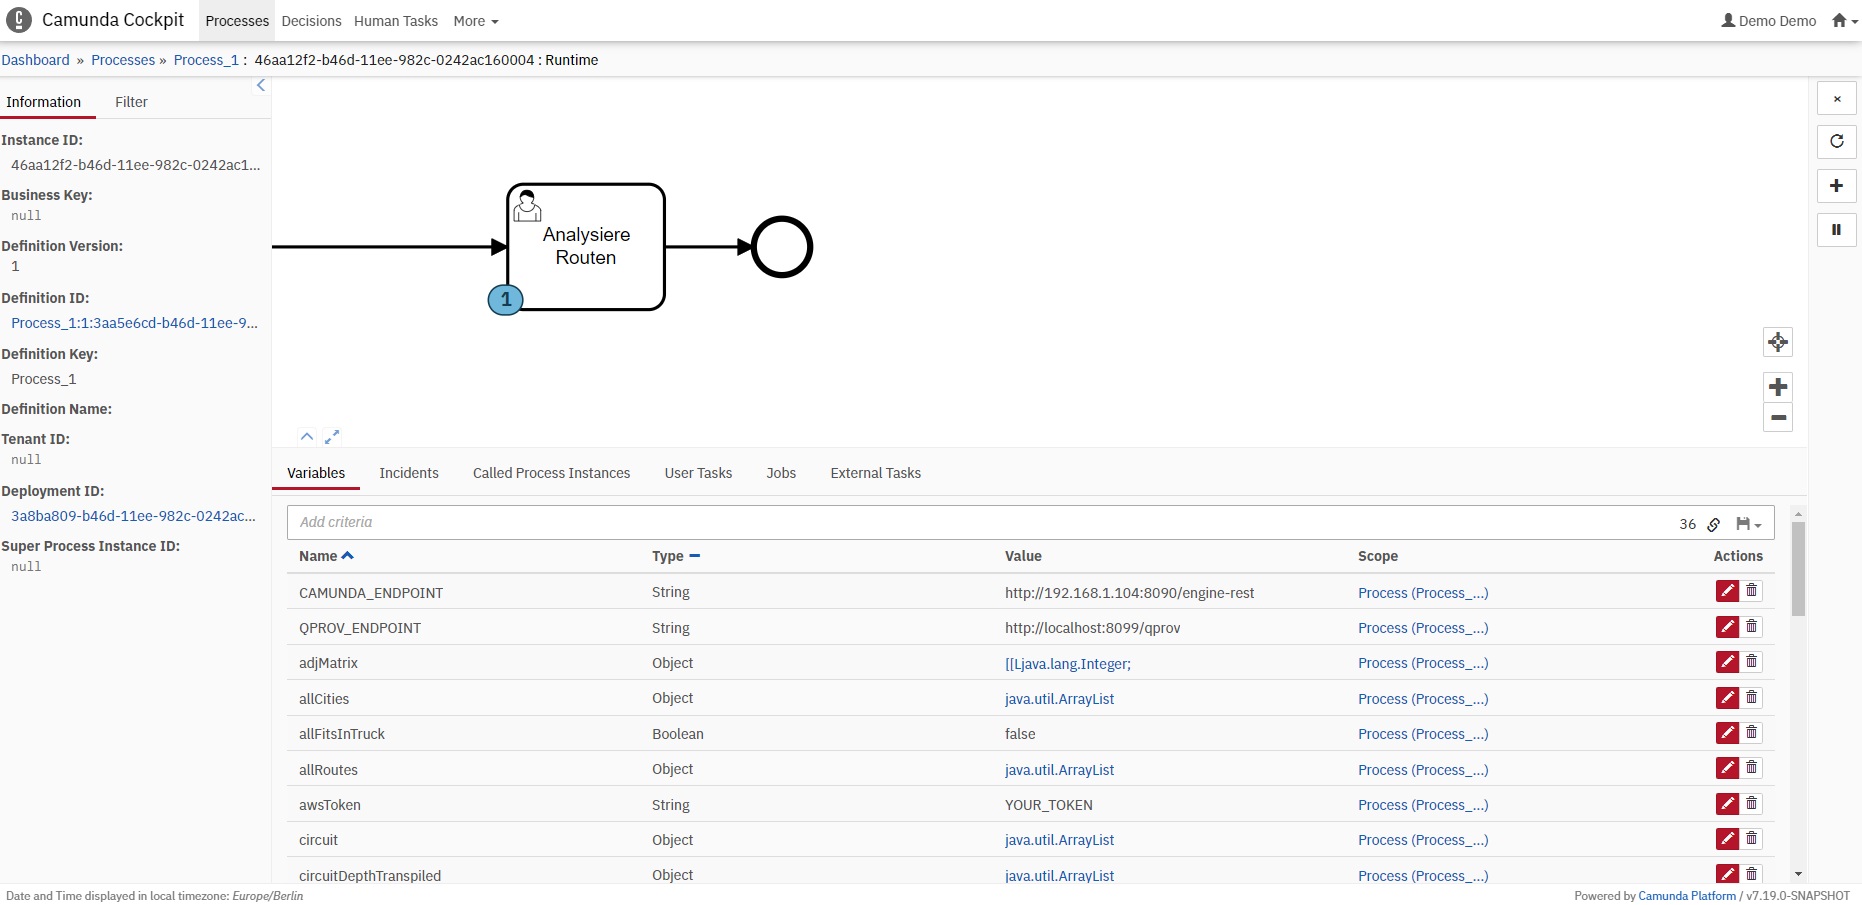 Camunda Cockpit Processes Decisions Human Tasks More Demo Demo
Dashboard » Processes » Process_1 : 46aa12f2-b46d-11ee-982c-0242ac160004 : Runtime
Information Filter
Instance ID:
46aa12f2-b46d-11ee-982c-0242ac1...
Business Key:
null
Definition Version:
1
Definition ID:
Process_1:1:3aa5e6cd-b46d-11ee-9...
Definition Key:
Process_1
Definition Name:
Tenant ID:
null
Deployment ID:
3a8ba809-b46d-11ee-982c-0242ac...
Super Process Instance ID:
null
Analysiere
Routen
1
Variables Incidents Called Process Instances User Tasks Jobs External Tasks
Add criteria 36
Name Type Value Scope Actions
CAMUNDA_ENDPOINT String http://192.168.1.104:8090/engine-rest Process (Process_...)
QPROV_ENDPOINT String http://localhost:8099/qprov Process (Process_...)
adjMatrix Object [[Ljava.lang.Integer; Process (Process_...)
allCities Object java.util.ArrayList Process (Process_...)
allFitsInTruck Boolean false Process (Process_...)
allRoutes Object java.util.ArrayList Process (Process_...)
awsToken String YOUR_TOKEN Process (Process_...)
circuit Object java.util.ArrayList Process (Process_...)
circuitDepthTranspiled Object java.util.ArrayList Process (Process_...)
Date and Time displayed in local timezone: Europe/Berlin Powered by Camunda Platform / v7.19.0-SNAPSHOT